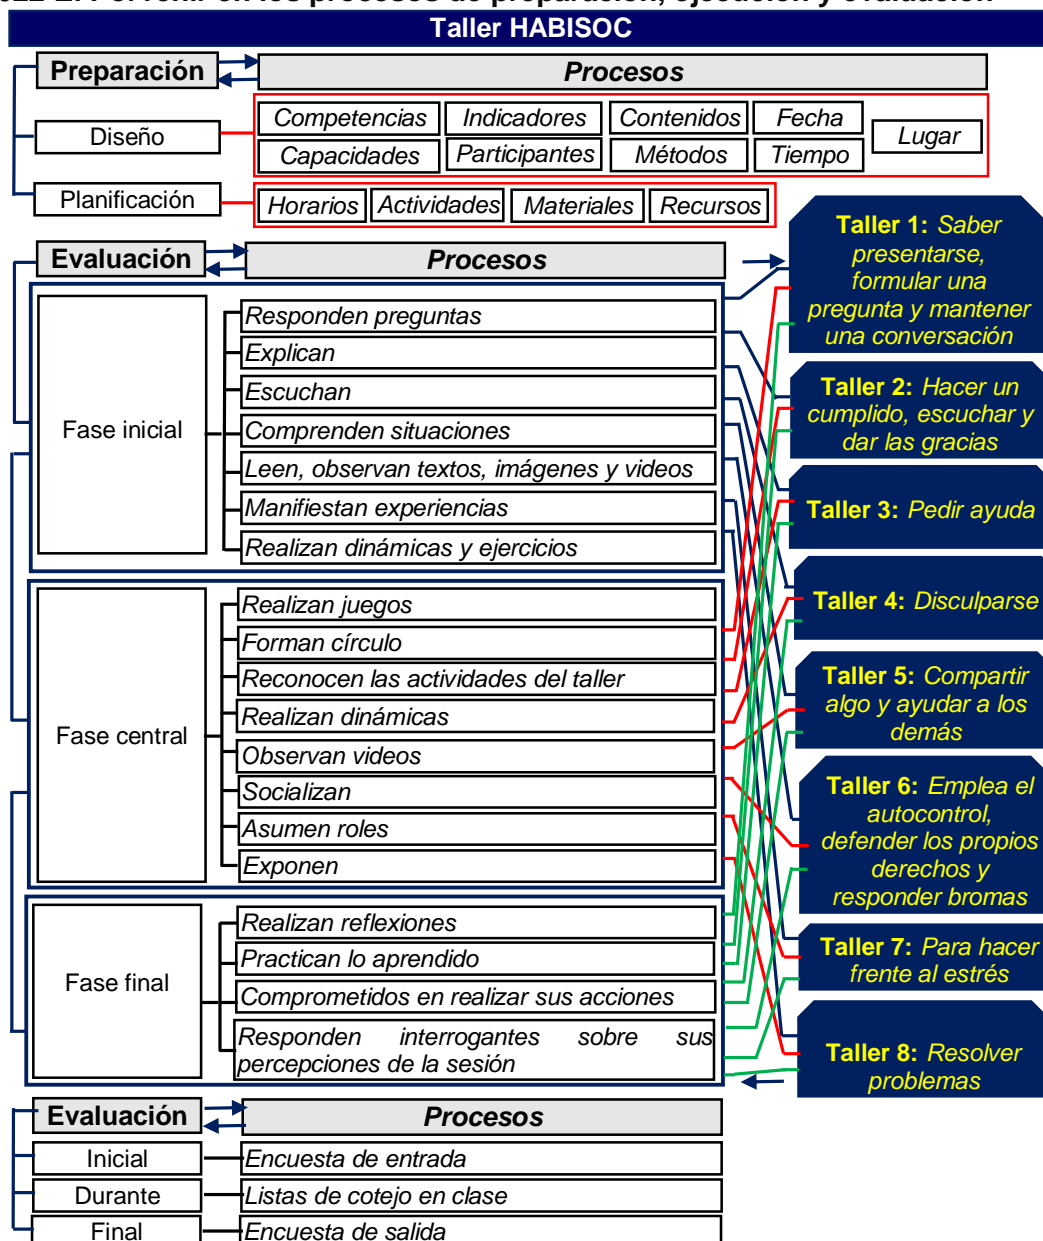 Taller HABISOC
Preparación
Procesos
Diseño
Competencias
Indicadores
Contenidos
Fecha
Lugar
Capacidades
Participantes
Métodos
Tiempo
Planificación
Horarios
Actividades
Materiales
Recursos
Evaluación
Procesos
Fase inicial
Responden preguntas
Explican
Escuchan
Comprenden situaciones
Leen, observan textos, imágenes y videos
Manifiestan experiencias
Realizan dinámicas y ejercicios
Fase central
Realizan juegos
Forman círculo
Reconocen las actividades del taller
Realizan dinámicas
Observan videos
Socializan
Asumen roles
Exponen
Fase final
Realizan reflexiones
Practican lo aprendido
Comprometidos en realizar sus acciones
Responden interrogantes sobre sus
percepciones de la sesión
Taller 1: Saber
presentarse,
formular una
pregunta y mantener
una conversación
Taller 2: Hacer un
cumplido, escuchar y
dar las gracias
Taller 3: Pedir ayuda
Taller 4: Disculparse
Taller 5: Compartir
algo y ayudar a los
demás
Taller 6: Emplea el
autocontrol,
defender los propios
derechos y
responder bromas
Taller 7: Para hacer
frente al estrés
Taller 8: Resolver
problemas
Evaluación
Procesos
Inicial
Encuesta de entrada
Durante
Listas de cotejo en clase
Final
Encuesta de salida